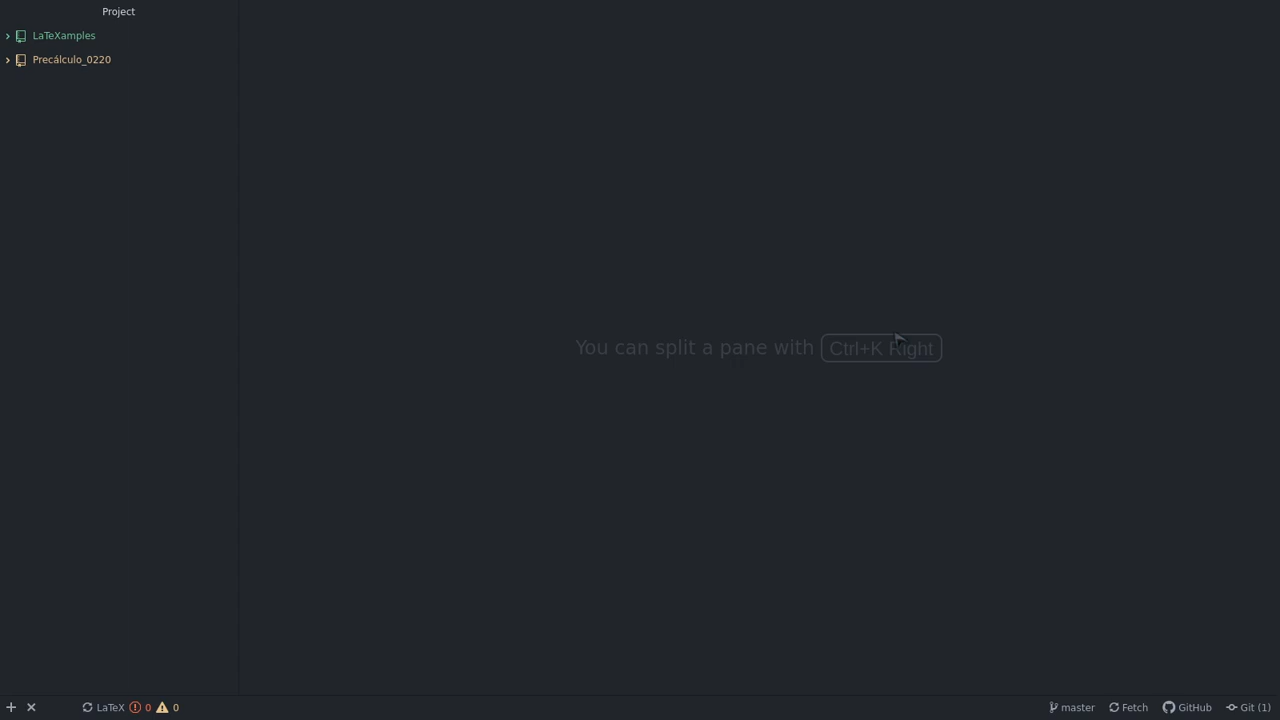 Project
LaTeXamples
Precálculo_0220
You can split a pane with Ctrl+K Right
LaTeX 0 0 master Fetch GitHub Git (1)